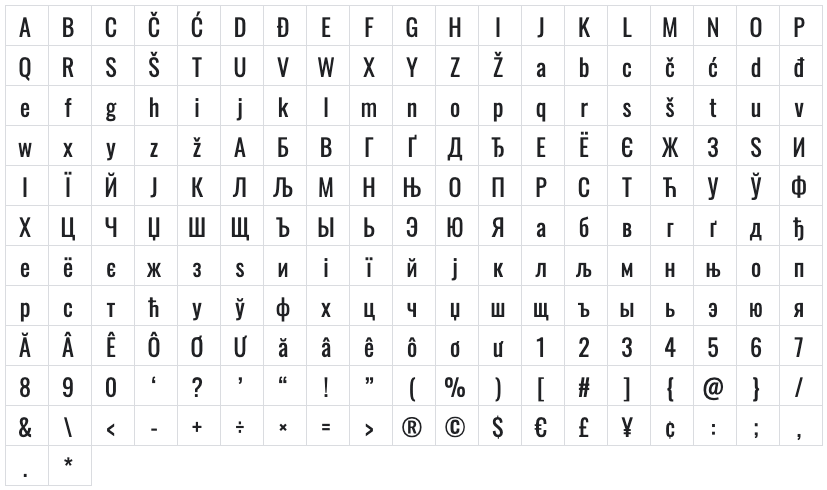 A B C Č Ć D Đ E F G H I J K L M N O P
Q R S Š T U V W X Y Z Ž a b c č ć d đ
e f g h i j k l m n o p q r s š t u v
w x y z ž А Б В Г Ґ Д Ђ Е Ё Є Ж З Ѕ И
І Ї Й Ј К Л Љ М Н Њ О П Р С Т Ћ У Ў Ф
Х Ц Ч Џ Ш Щ Ъ Ы Ь Э Ю Я а б в г ґ д ђ
е ё є ж з ѕ и і ї й ј к л љ м н њ о п
р с т ћ у ў ф х ц ч џ ш щ ъ ы ь э ю я
Ă Â Ê Ô Ơ Ư ă â ê ô ơ ư 1 2 3 4 5 6 7
8 9 0 ‘ ? ’ “ ! ” ( % ) [ # ] { @ } /
& \ < - + ÷ × = > ® © $ € £ ¥ ¢ : ; ,
. *